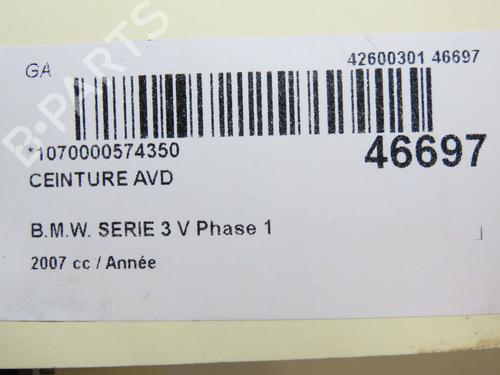 GA
42600301 46697
*1070000574350
46697
CEINTURE AVD
B.M.W. SERIE 3 V Phase 1
2007 cc / Année
B-PARTS